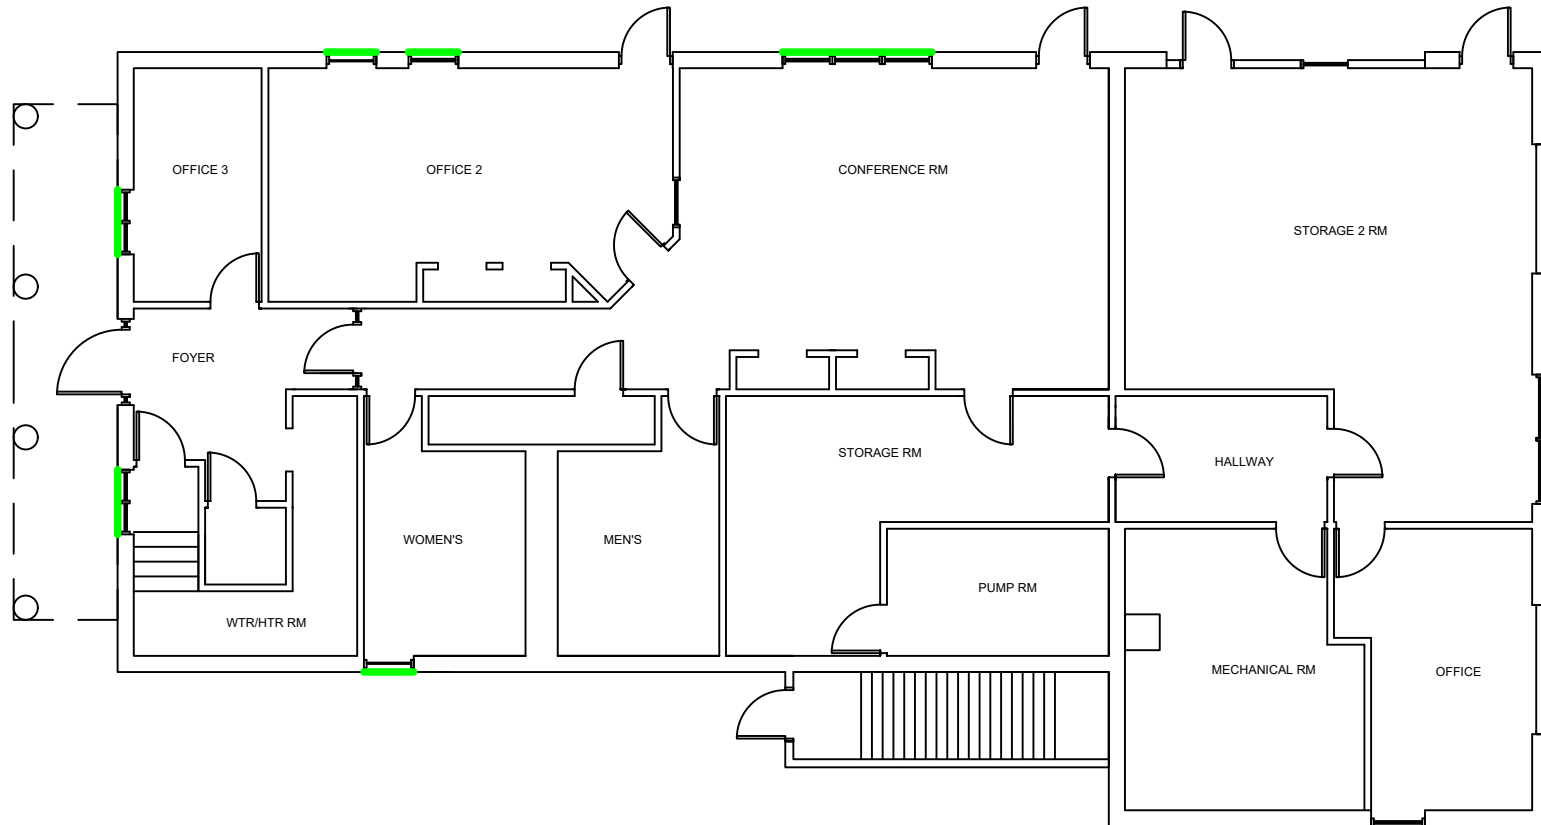 OFFICE 3
OFFICE 2
CONFERENCE RM
STORAGE 2 RM
FOYER
STORAGE RM
HALLWAY
WOMEN'S
MEN'S
PUMP RM
WTR/HTR RM
MECHANICAL RM
OFFICE